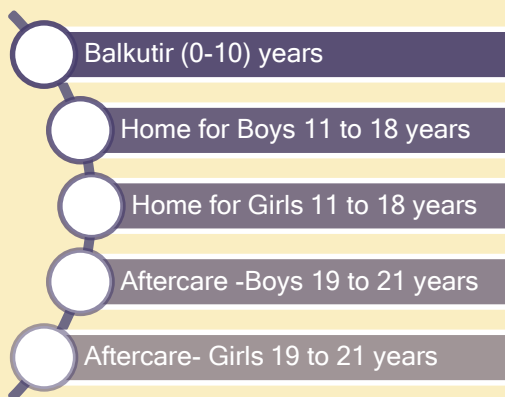 Balkutir (0-10) years
Home for Boys 11 to 18 years
Home for Girls 11 to 18 years
Aftercare -Boys 19 to 21 years
Aftercare- Girls 19 to 21 years